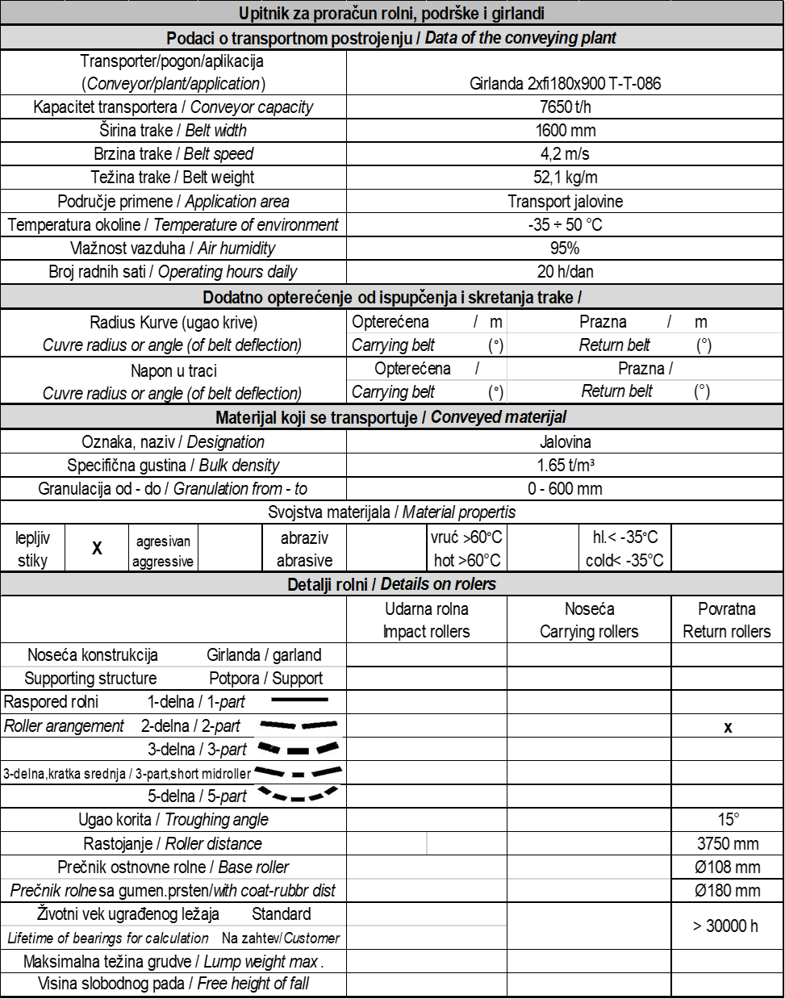 Upitnik za proračun rolni, podrške i girlandi
Podaci o transportnom postrojenju / Data of the conveying plant
Transporter/pogon/aplikacija
(Conveyor/plant/application) Girlanda 2xfi180x900 T-T-086
Kapacitet transportera / Conveyor capacity 7650 t/h
Širina trake / Belt width 1600 mm
Brzina trake / Belt speed 4,2 m/s
Težina trake / Belt weight 52,1 kg/m
Područje primene / Application area Transport jalovine
Temperatura okoline / Temperature of environment -35 ÷ 50 °C
Vlažnost vazduha / Air humidity 95%
Broj radnih sati / Operating hours daily 20 h/dan
Dodatno opterećenje od ispupčenja i skretanja trake /
Radius Kurve (ugao krive) Opterećena / m Prazna / m
Cuvre radius or angle (of belt deflection) Carrying belt (°) Return belt (°)
Napon u traci Opterećena / Prazna /
Cuvre radius or angle (of belt deflection) Carrying belt (°) Return belt (°)
Materijal koji se transportuje / Conveyed materijal
Oznaka, naziv / Designation Jalovina
Specifična gustina / Bulk density 1.65 t/m³
Granulacija od - do / Granulation from - to 0 - 600 mm
Svojstva materijala / Material propertis
lepljiv X agresivan abraziv vruć >60°C hl.< -35°C
stiky aggressive abrasive hot >60°C cold< -35°C
Detalji rolni / Details on rolers
Udarna rolna Noseća Povratna
Impact rollers Carrying rollers Return rollers
Noseća konstrukcija Girlanda / garland
Supporting structure Potpora / Support
Raspored rolni 1-delna / 1-part
Roller arangement 2-delna / 2-part x
3-delna / 3-part
3-delna,kratka srednja / 3-part,short midroller
5-delna / 5-part
Ugao korita / Troughing angle 15°
Rastojanje / Roller distance 3750 mm
Prečnik ostnovne rolne / Base roller Ø108 mm
Prečnik rolne sa gumen.prsten/with coat-rubbr dist Ø180 mm
Životni vek ugrađenog ležaja Standard > 30000 h
Lifetime of bearings for calculation Na zahtev/Customer
Maksimalna težina grudve / Lump weight max.
Visina slobodnog pada / Free height of fall